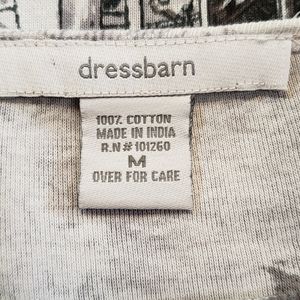 dressbarn
100% COTTON
MADE IN INDIA
R.N# 101260
M
OVER FOR CARE